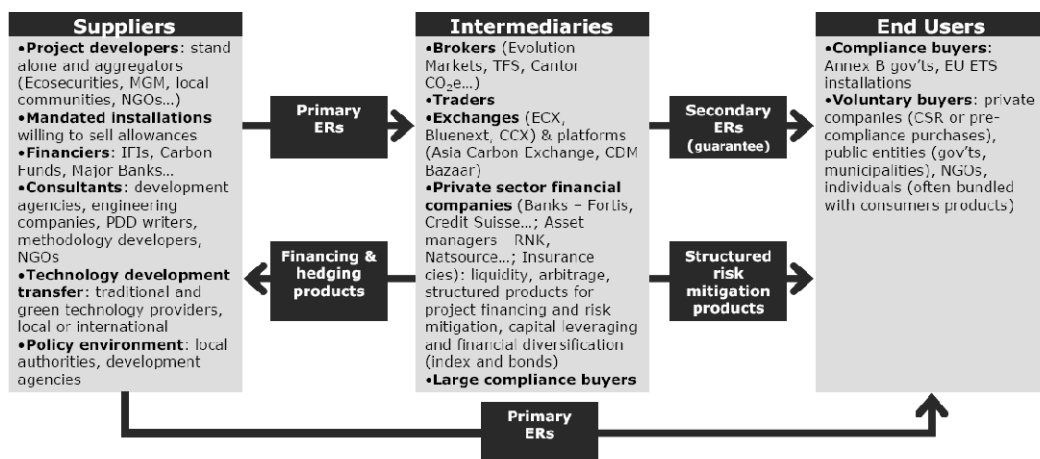 Suppliers
•Project developers: stand
alone and aggregators
(Ecosecurities, MGM, local
communities, NGOs…)
•Mandated installations
willing to sell allowances
•Financiers: IFIs, Carbon
Funds, Major Banks…
•Consultants: development
agencies, engineering
companies, PDD writers,
methodology developers,
NGOs
•Technology development
transfer: traditional and
green technology providers,
local or international
•Policy environment: local
authorities, development
agencies
Primary
ERs
Financing &
hedging
products
Intermediaries
•Brokers (Evolution
Markets, TFS, Cantor
CO₂e…)
•Traders
•Exchanges (ECX,
Bluenext, CCX) & platforms
(Asia Carbon Exchange, CDM
Bazaar)
•Private sector financial
companies (Banks – Fortis,
Credit Suisse…; Asset
managers – RNK,
Natsource…; Insurance
cies): liquidity, arbitrage,
structured products for
project financing and risk
mitigation, capital leveraging
and financial diversification
(index and bonds)
•Large compliance buyers
Secondary
ERs
(guarantee)
Structured
risk
mitigation
products
End Users
•Compliance buyers:
Annex B gov'ts, EU ETS
installations
•Voluntary buyers: private
companies (CSR or pre-
compliance purchases),
public entities (gov'ts,
municipalities), NGOs,
individuals (often bundled
with consumers products)
Primary
ERs